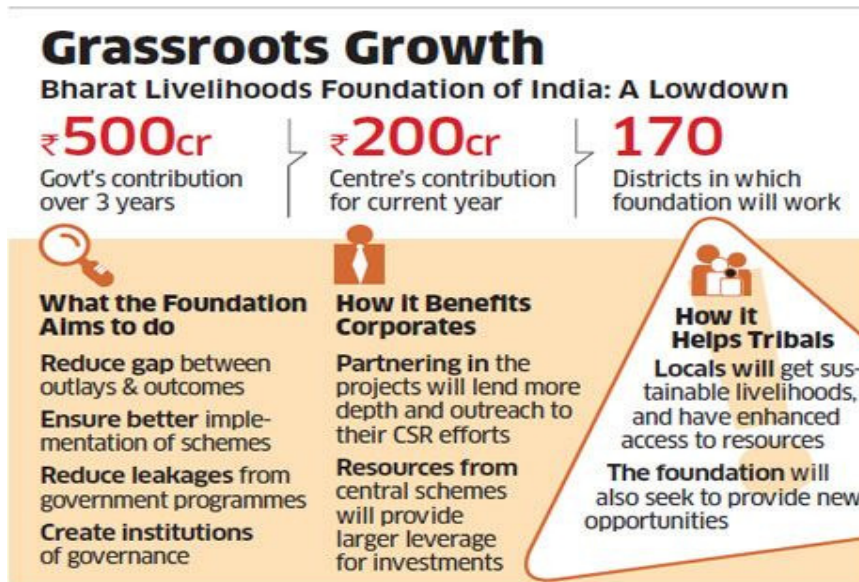 Grassroots Growth
Bharat Livelihoods Foundation of India: A Lowdown
₹500cr
Govt's contribution
over 3 years
₹200cr
Centre's contribution
for current year
170
Districts in which
foundation will work
What the Foundation
Aims to do
Reduce gap between
outlays & outcomes
Ensure better imple-
mentation of schemes
Reduce leakages from
government programmes
Create institutions
of governance
How it Benefits
Corporates
Partnering in the
projects will lend more
depth and outreach to
their CSR efforts
Resources from
central schemes
will provide
larger leverage
for investments
How it
Helps Tribals
Locals will get sus-
tainable livelihoods,
and have enhanced
access to resources
The foundation will
also seek to provide new
opportunities